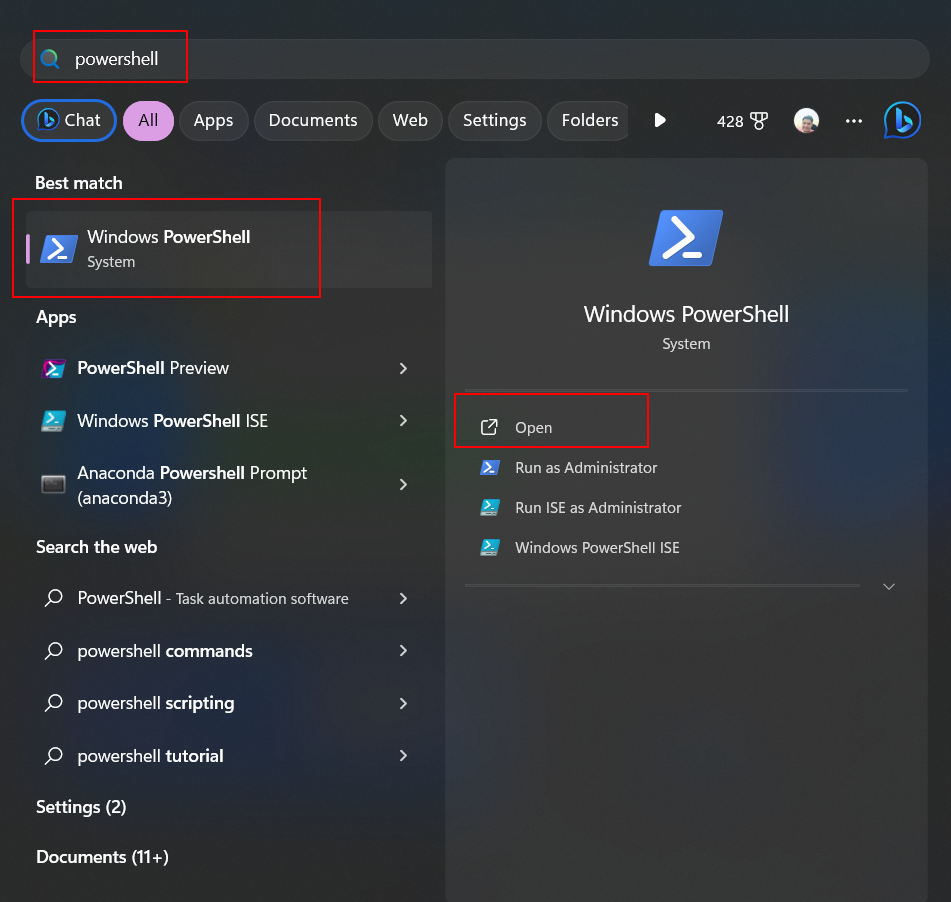 powershell
Chat
All
Apps
Documents
Web
Settings
Folders
428
Best match
Windows PowerShell
System
Apps
PowerShell Preview
Windows PowerShell ISE
Anaconda Powershell Prompt
(anaconda3)
Search the web
PowerShell - Task automation software
powershell commands
powershell scripting
powershell tutorial
Settings (2)
Documents (11+)
Windows PowerShell
System
Open
Run as Administrator
Run ISE as Administrator
Windows PowerShell ISE